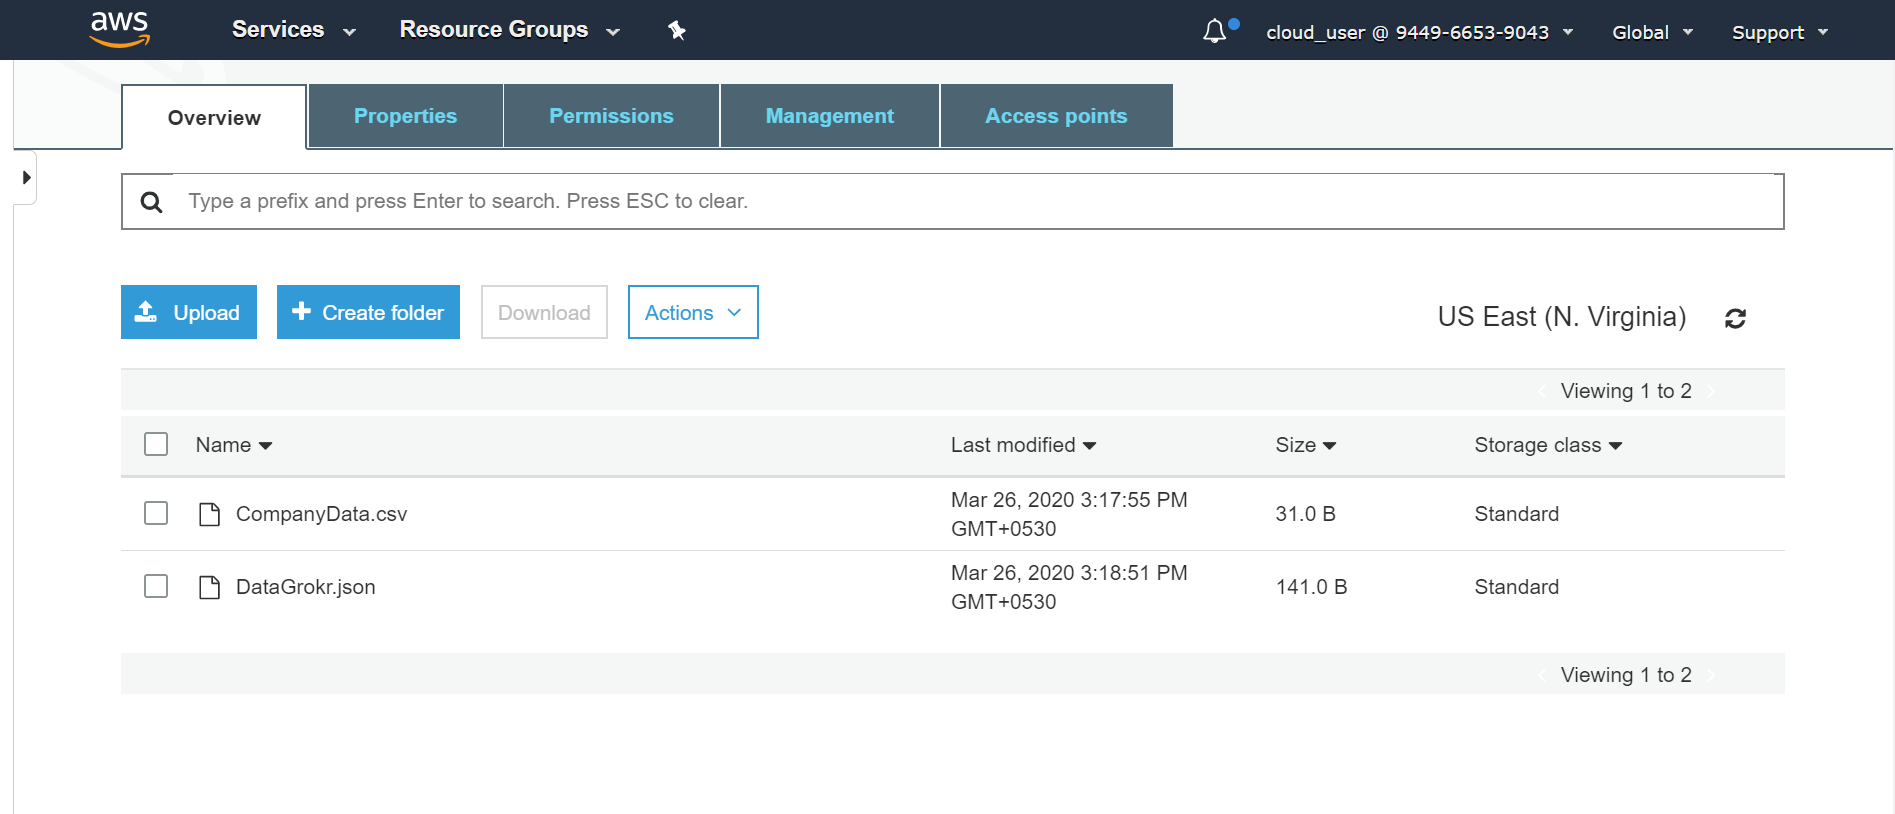 aws Services Resource Groups cloud_user @ 9449-6653-9043 Global Support
Overview Properties Permissions Management Access points
Type a prefix and press Enter to search. Press ESC to clear.
Upload Create folder Download Actions US East (N. Virginia)
Viewing 1 to 2
Name Last modified Size Storage class
CompanyData.csv Mar 26, 2020 3:17:55 PM 31.0 B Standard
GMT+0530
DataGrokr.json Mar 26, 2020 3:18:51 PM 141.0 B Standard
GMT+0530
Viewing 1 to 2